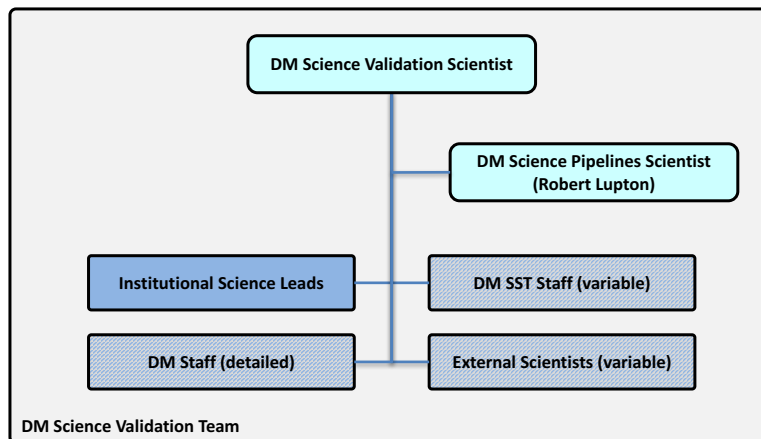 DM Science Validation Scientist
DM Science Pipelines Scientist
(Robert Lupton)
Institutional Science Leads
DM SST Staff (variable)
DM Staff (detailed)
External Scientists (variable)
DM Science Validation Team